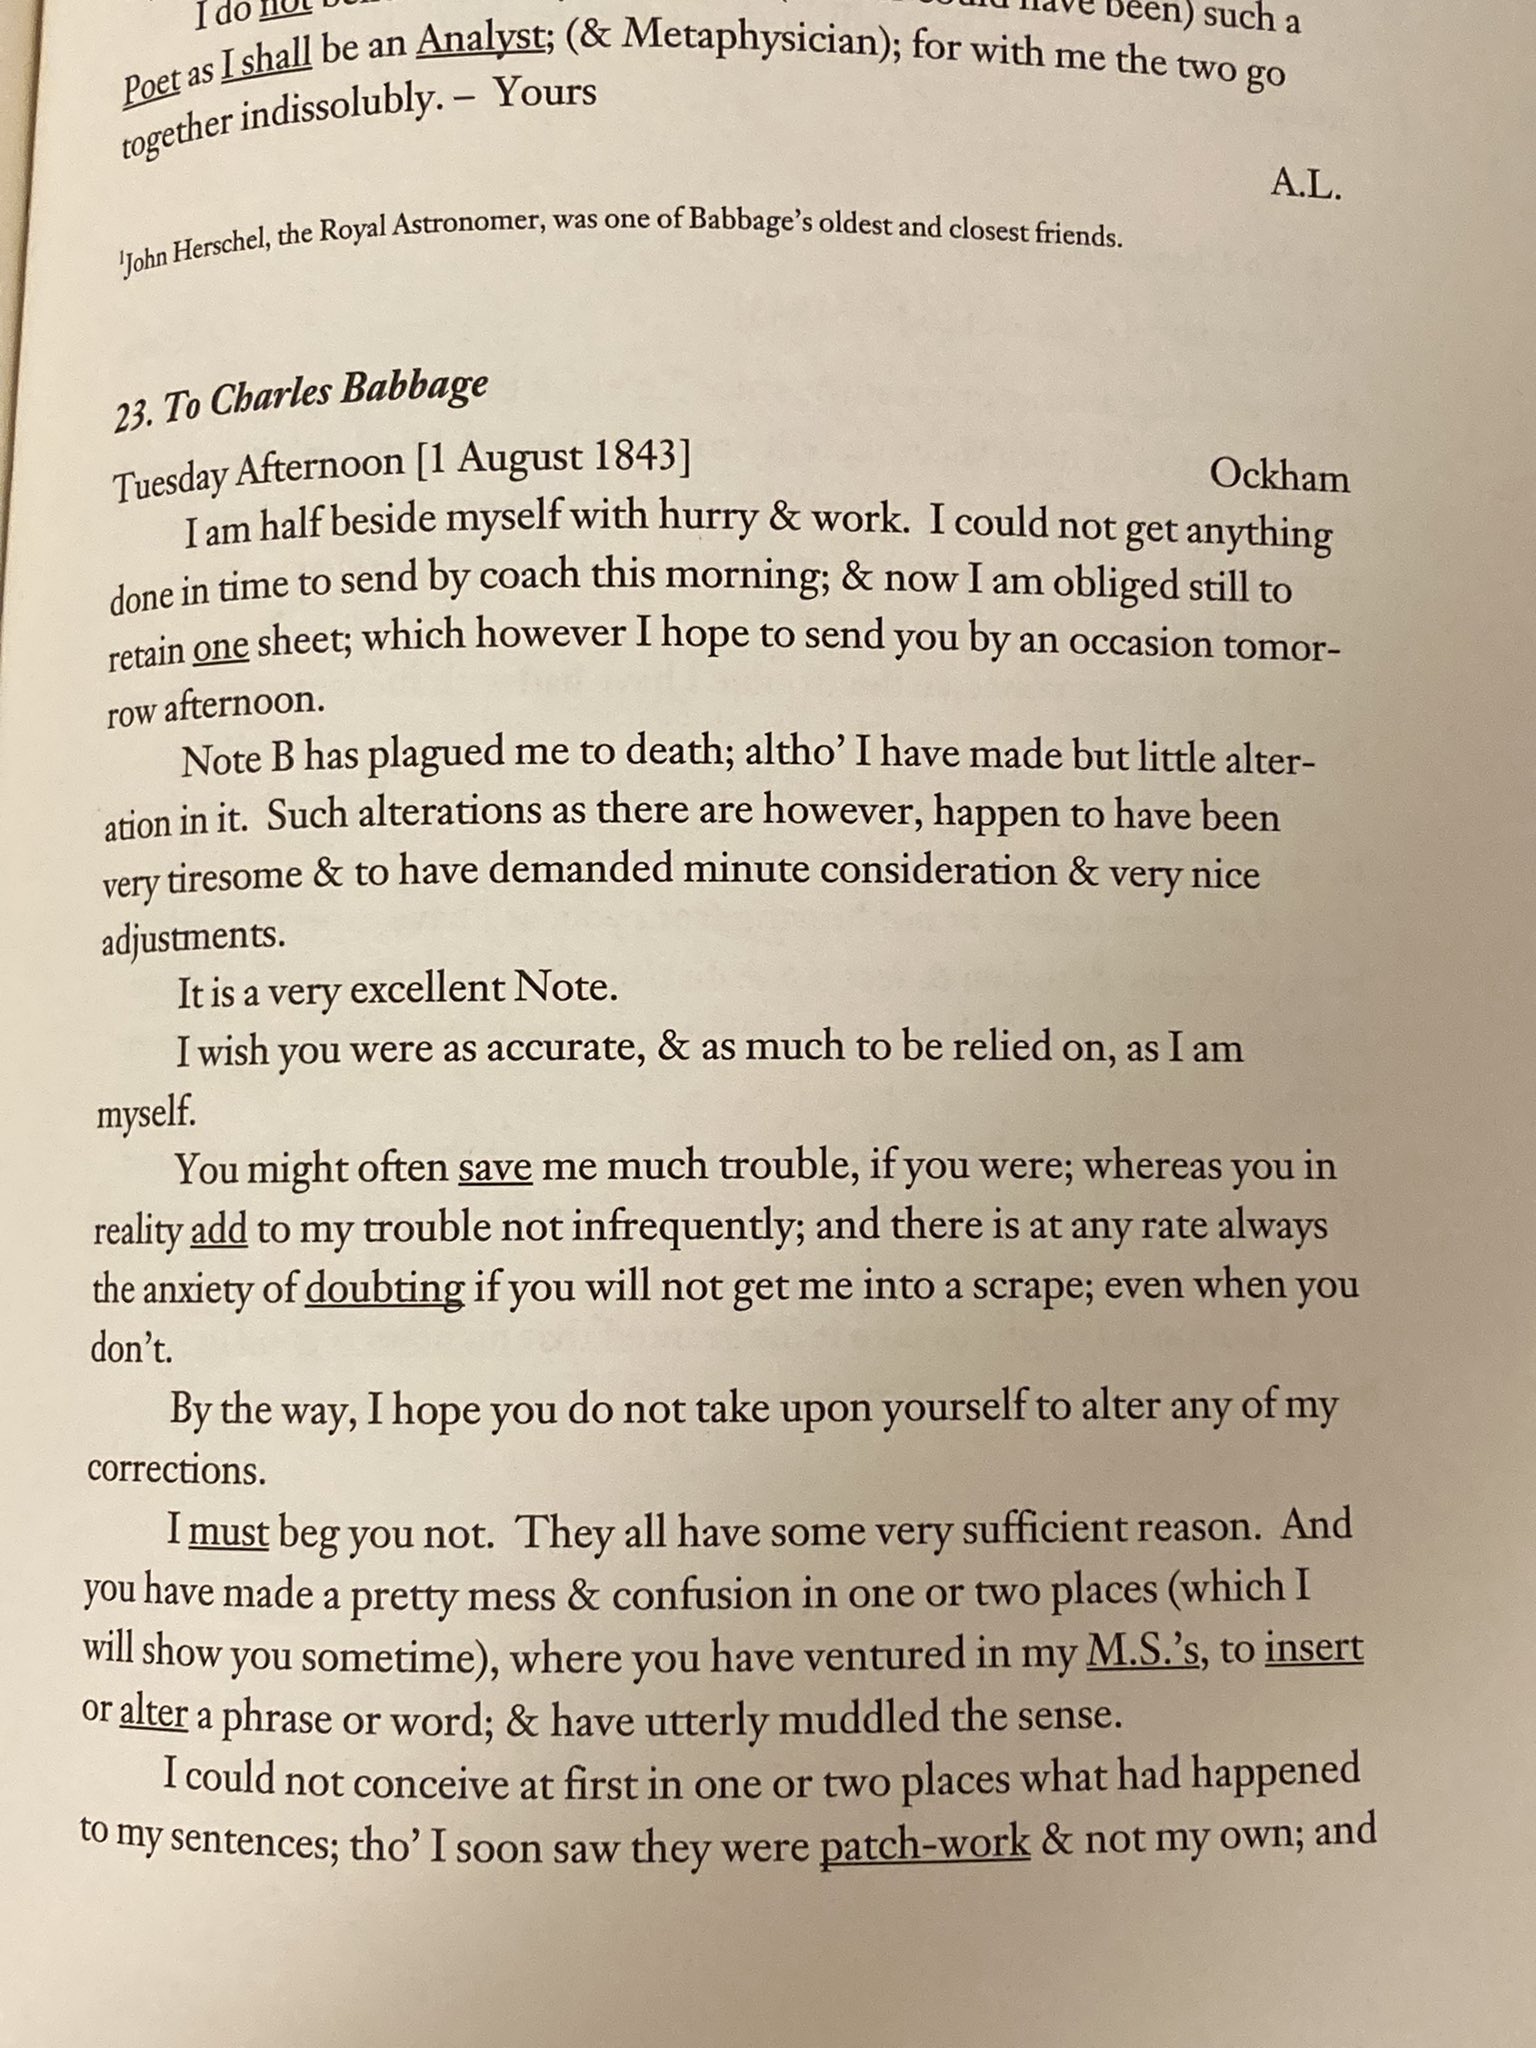 I do not have been) such a
Poet as I shall be an Analyst; (& Metaphysician); for with me the two go
together indissolubly. – Yours
A.L.
¹John Herschel, the Royal Astronomer, was one of Babbage's oldest and closest friends.
23. To Charles Babbage
Tuesday Afternoon [1 August 1843] Ockham
I am half beside myself with hurry & work. I could not get anything
done in time to send by coach this morning; & now I am obliged still to
retain one sheet; which however I hope to send you by an occasion tomor-
row afternoon.
Note B has plagued me to death; altho' I have made but little alter-
ation in it. Such alterations as there are however, happen to have been
very tiresome & to have demanded minute consideration & very nice
adjustments.
It is a very excellent Note.
I wish you were as accurate, & as much to be relied on, as I am
myself.
You might often save me much trouble, if you were; whereas you in
reality add to my trouble not infrequently; and there is at any rate always
the anxiety of doubting if you will not get me into a scrape; even when you
don't.
By the way, I hope you do not take upon yourself to alter any of my
corrections.
I must beg you not. They all have some very sufficient reason. And
you have made a pretty mess & confusion in one or two places (which I
will show you sometime), where you have ventured in my M.S.'s, to insert
or alter a phrase or word; & have utterly muddled the sense.
I could not conceive at first in one or two places what had happened
to my sentences; tho' I soon saw they were patch-work & not my own; and